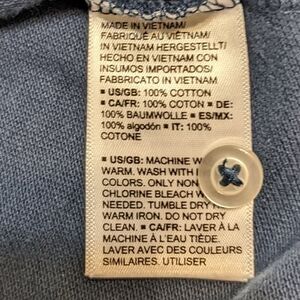 MADE IN VIETNAM/
FABRIQUÉ AU VIÊTNAM/
IN VIETNAM HERGESTELLT/
HECHO EN VIETNAM CON
INSUMOS IMPORTADOS/
FABBRICATO IN VIETNAM
▪ US/GB: 100% COTTON
▪ CA/FR: 100% COTON ▪ DE:
100% BAUMWOLLE ▪ ES/MX:
100% algodón ▪ IT: 100%
COTONE
▪ US/GB: MACHINE W
WARM. WASH WITH
COLORS. ONLY NON
CHLORINE BLEACH W
NEEDED. TUMBLE DRY
WARM IRON. DO NOT DRY
CLEAN. ▪ CA/FR: LAVER À LA
MACHINE À L'EAU TIÈDE.
LAVER AVEC DES COULEURS
SIMILAIRES. UTILISER